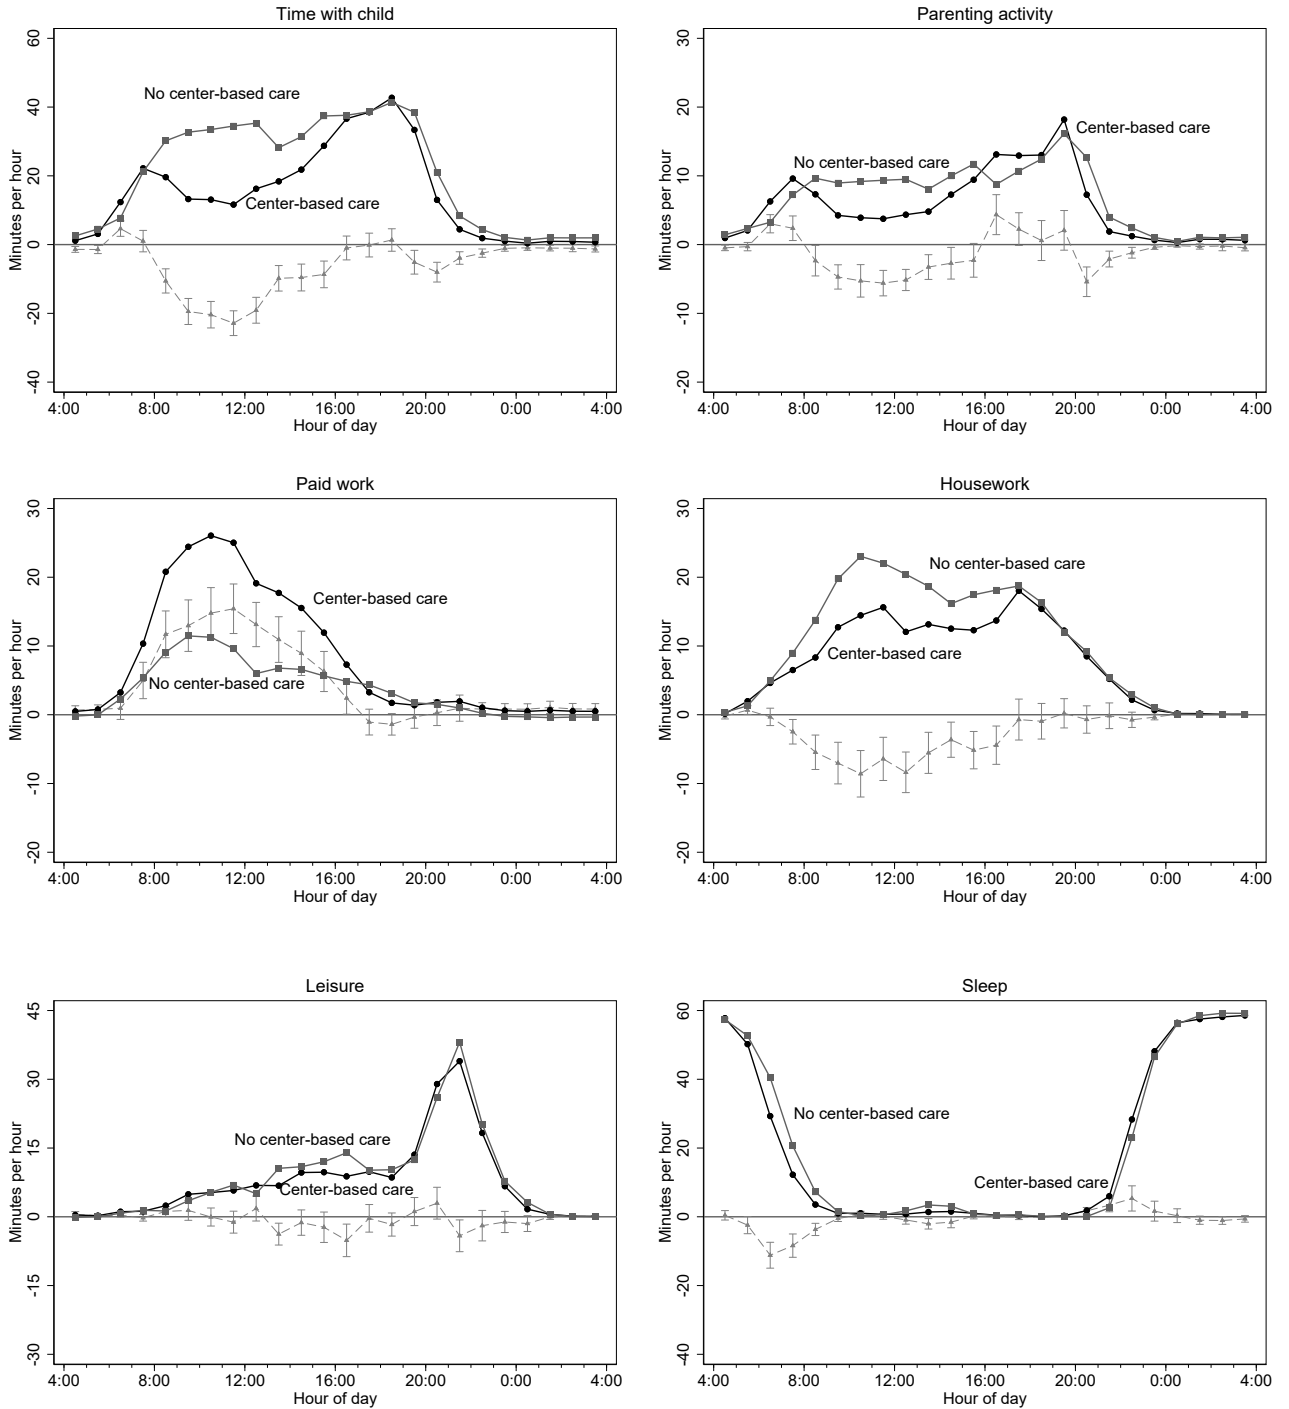 Time with child
Minutes per hour
60
40
20
0
-20
-40
No center-based care
Center-based care
4:00 8:00 12:00 16:00 20:00 0:00 4:00
Hour of day
Parenting activity
Minutes per hour
30
20
10
0
-10
-20
Center-based care
No center-based care
4:00 8:00 12:00 16:00 20:00 0:00 4:00
Hour of day
Paid work
Minutes per hour
30
20
10
0
-10
-20
Center-based care
No center-based care
4:00 8:00 12:00 16:00 20:00 0:00 4:00
Hour of day
Housework
Minutes per hour
30
20
10
0
-10
-20
No center-based care
Center-based care
4:00 8:00 12:00 16:00 20:00 0:00 4:00
Hour of day
Leisure
Minutes per hour
45
30
15
0
-15
-30
No center-based care
Center-based care
4:00 8:00 12:00 16:00 20:00 0:00 4:00
Hour of day
Sleep
Minutes per hour
60
40
20
0
-20
-40
No center-based care
Center-based care
4:00 8:00 12:00 16:00 20:00 0:00 4:00
Hour of day